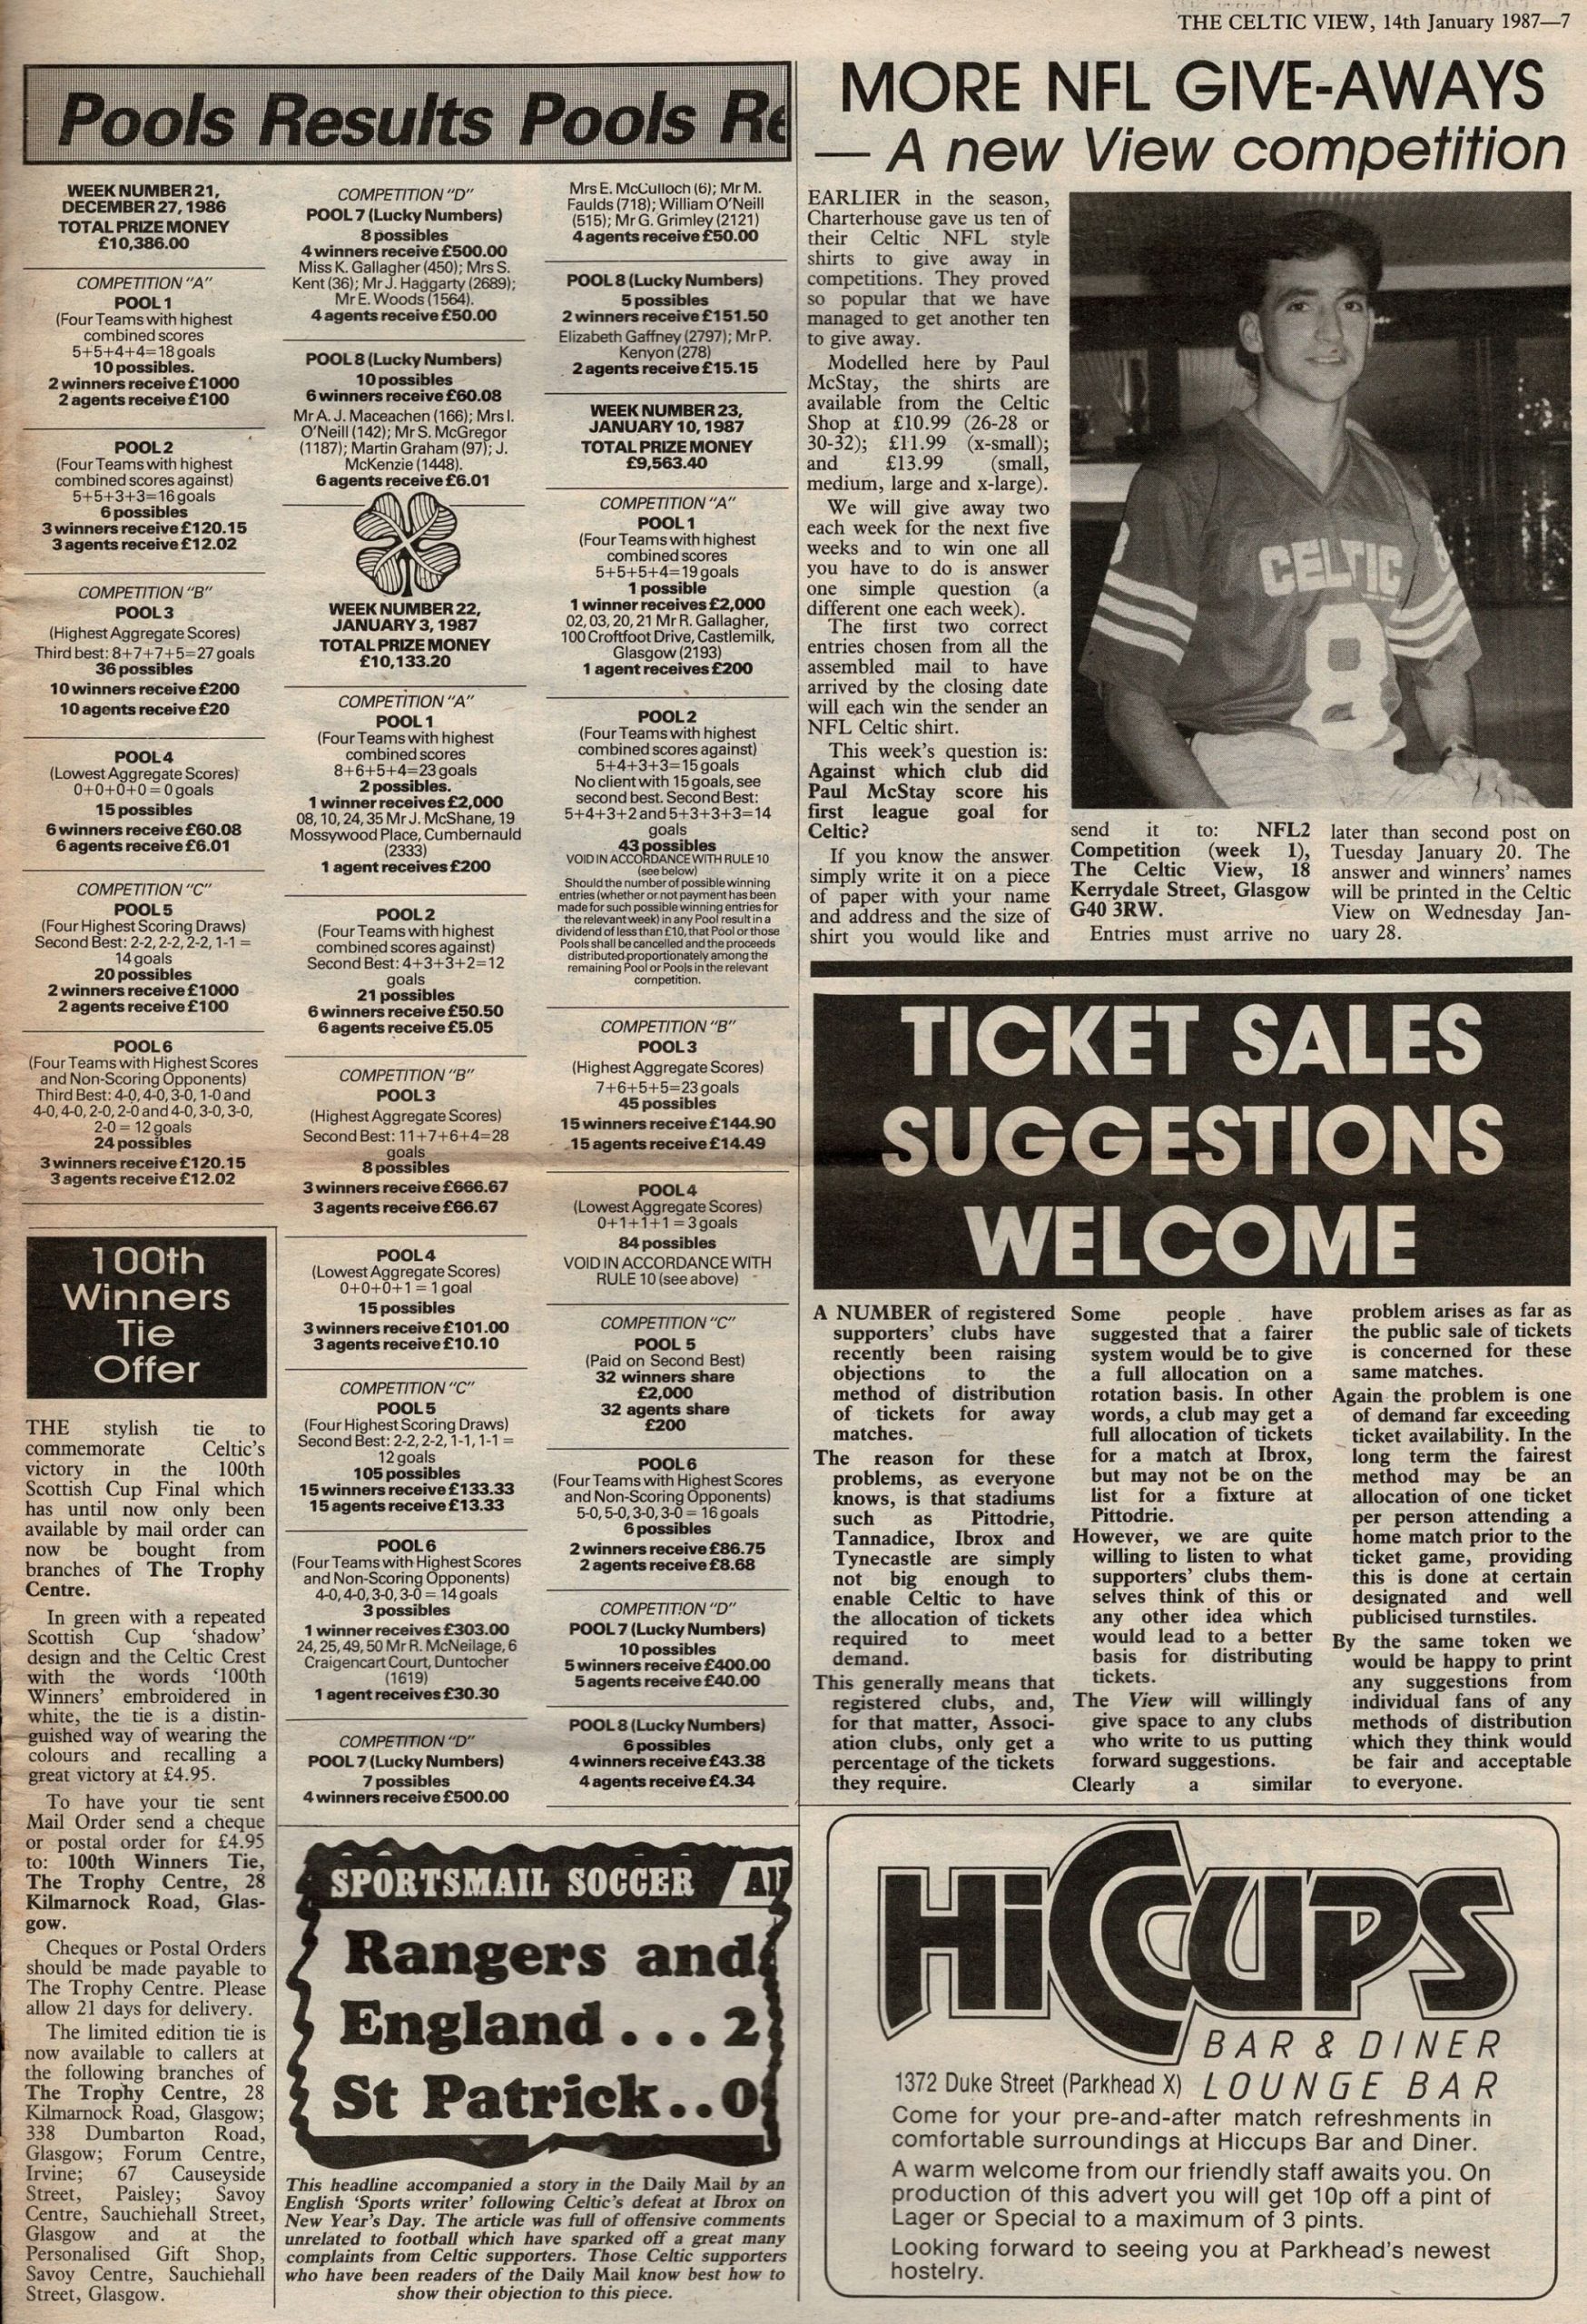 THE CELTIC VIEW, 14th January 1987—7
Pools Results Pools Re
WEEK NUMBER 21,
DECEMBER 27, 1986
TOTAL PRIZE MONEY
£10,386.00
COMPETITION "A"
POOL 1
(Four Teams with highest
combined scores
5+5+4+4=18 goals
10 possibles.
2 winners receive £1000
2 agents receive £100
POOL 2
(Four Teams with highest
combined scores against)
5+5+3+3=16 goals
6 possibles
3 winners receive £120.15
3 agents receive £12.02
COMPETITION "B"
POOL 3
(Highest Aggregate Scores)
Third best: 8+7+7+5=27 goals
36 possibles
10 winners receive £200
10 agents receive £20
POOL 4
(Lowest Aggregate Scores)
0+0+0+0 = 0 goals
15 possibles
6 winners receive £60.08
6 agents receive £6.01
COMPETITION "C"
POOL 5
(Four Highest Scoring Draws)
Second Best: 2-2, 2-2, 2-2, 1-1 =
14 goals
20 possibles
2 winners receive £1000
2 agents receive £100
POOL 6
(Four Teams with Highest Scores
and Non-Scoring Opponents)
Third Best: 4-0, 4-0, 3-0, 1-0 and
4-0, 4-0, 2-0, 2-0 and 4-0, 3-0, 3-0,
2-0 = 12 goals
24 possibles
3 winners receive £120.15
3 agents receive £12.02
COMPETITION "D"
POOL 7 (Lucky Numbers)
8 possibles
4 winners receive £500.00
Miss K. Gallagher (450); Mrs S.
Kent (36); Mr J. Haggarty (2689);
Mr E. Woods (1564).
4 agents receive £50.00
POOL 8 (Lucky Numbers)
10 possibles
6 winners receive £60.08
Mr A. J. Maceachen (166); Mrs I.
O'Neill (142); Mr S. McGregor
(1187); Martin Graham (97); J.
McKenzie (1448).
6 agents receive £6.01
WEEK NUMBER 22,
JANUARY 3, 1987
TOTAL PRIZE MONEY
£10,133.20
COMPETITION "A"
POOL 1
(Four Teams with highest
combined scores
8+6+5+4=23 goals
2 possibles.
1 winner receives £2,000
08, 10, 24, 35 Mr J. McShane, 19
Mossywood Place, Cumbernauld
(2333)
1 agent receives £200
POOL 2
(Four Teams with highest
combined scores against)
Second Best: 4+3+3+2=12
goals
21 possibles
6 winners receive £50.50
6 agents receive £5.05
COMPETITION "B"
POOL 3
(Highest Aggregate Scores)
Second Best: 11+7+6+4=28
goals
8 possibles
3 winners receive £666.67
3 agents receive £66.67
POOL 4
(Lowest Aggregate Scores)
0+0+0+1 = 1 goal
15 possibles
3 winners receive £101.00
3 agents receive £10.10
COMPETITION "C"
POOL 5
(Four Highest Scoring Draws)
Second Best: 2-2, 2-2, 1-1, 1-1 =
12 goals
105 possibles
15 winners receive £133.33
15 agents receive £13.33
POOL 6
(Four Teams with Highest Scores
and Non-Scoring Opponents)
4-0, 4-0, 3-0, 3-0 = 14 goals
3 possibles
1 winner receives £303.00
24, 25, 49, 50 Mr R. McNeilage, 6
Craigencart Court, Duntocher
(1619)
1 agent receives £30.30
COMPETITION "D"
POOL 7 (Lucky Numbers)
7 possibles
4 winners receive £500.00
Mrs E. McCulloch (6); Mr M.
Faulds (718); William O'Neill
(515); Mr G. Grimley (2121)
4 agents receive £50.00
POOL 8 (Lucky Numbers)
5 possibles
2 winners receive £151.50
Elizabeth Gaffney (2797); Mr P.
Kenyon (278)
2 agents receive £15.15
WEEK NUMBER 23,
JANUARY 10, 1987
TOTAL PRIZE MONEY
£9,563.40
COMPETITION "A"
POOL 1
(Four Teams with highest
combined scores
5+5+5+4=19 goals
1 possible
1 winner receives £2,000
02, 03, 20, 21 Mr R. Gallagher,
100 Croftfoot Drive, Castlemilk,
Glasgow (2193)
1 agent receives £200
POOL 2
(Four Teams with highest
combined scores against)
5+4+3+3=15 goals
No client with 15 goals, see
second best. Second Best:
5+4+3+2 and 5+3+3+3=14
goals
43 possibles
VOID IN ACCORDANCE WITH RULE 10
(see below)
Should the number of possible winning
entries (whether or not payment has been
made for such possible winning entries for
the relevant week) in any Pool result in a
dividend of less than £10, that Pool or those
Pools shall be cancelled and the proceeds
distributed proportionately among the
remaining Pool or Pools in the relevant
competition.
COMPETITION "B"
POOL 3
(Highest Aggregate Scores)
7+6+5+5=23 goals
45 possibles
15 winners receive £144.90
15 agents receive £14.49
POOL 4
(Lowest Aggregate Scores)
0+1+1+1 = 3 goals
84 possibles
VOID IN ACCORDANCE WITH
RULE 10 (see above)
COMPETITION "C"
POOL 5
(Paid on Second Best)
32 winners share
£2,000
32 agents share
£200
POOL 6
(Four Teams with Highest Scores
and Non-Scoring Opponents)
5-0, 5-0, 3-0, 3-0 = 16 goals
6 possibles
2 winners receive £86.75
2 agents receive £8.68
COMPETITION "D"
POOL 7 (Lucky Numbers)
10 possibles
5 winners receive £400.00
5 agents receive £40.00
POOL 8 (Lucky Numbers)
6 possibles
4 winners receive £43.38
4 agents receive £4.34
100th
Winners
Tie
Offer
THE stylish tie to
commemorate Celtic's
victory in the 100th
Scottish Cup Final which
has until now only been
available by mail order can
now be bought from
branches of The Trophy
Centre.
In green with a repeated
Scottish Cup 'shadow'
design and the Celtic Crest
with the words '100th
Winners' embroidered in
white, the tie is a distin-
guished way of wearing the
colours and recalling a
great victory at £4.95.
To have your tie sent
Mail Order send a cheque
or postal order for £4.95
to: 100th Winners Tie,
The Trophy Centre, 28
Kilmarnock Road, Glas-
gow.
Cheques or Postal Orders
should be made payable to
The Trophy Centre. Please
allow 21 days for delivery.
The limited edition tie is
now available to callers at
the following branches of
The Trophy Centre, 28
Kilmarnock Road, Glasgow;
338 Dumbarton Road,
Glasgow; Forum Centre,
Irvine; 67 Causeyside
Street, Paisley; Savoy
Centre, Sauchiehall Street,
Glasgow and at the
Personalised Gift Shop,
Savoy Centre, Sauchiehall
Street, Glasgow.
SPORTSMAIL SOCCER
Rangers and
England...2
St Patrick..0
This headline accompanied a story in the Daily Mail by an
English 'Sports writer' following Celtic's defeat at Ibrox on
New Year's Day. The article was full of offensive comments
unrelated to football which have sparked off a great many
complaints from Celtic supporters. Those Celtic supporters
who have been readers of the Daily Mail know best how to
show their objection to this piece.
MORE NFL GIVE-AWAYS
— A new View competition
EARLIER in the season,
Charterhouse gave us ten of
their Celtic NFL style
shirts to give away in
competitions. They proved
so popular that we have
managed to get another ten
to give away.
Modelled here by Paul
McStay, the shirts are
available from the Celtic
Shop at £10.99 (26-28 or
30-32); £11.99 (x-small);
and £13.99 (small,
medium, large and x-large).
We will give away two
each week for the next five
weeks and to win one all
you have to do is answer
one simple question (a
different one each week).
The first two correct
entries chosen from all the
assembled mail to have
arrived by the closing date
will each win the sender an
NFL Celtic shirt.
This week's question is:
Against which club did
Paul McStay score his
first league goal for
Celtic?
If you know the answer
simply write it on a piece
of paper with your name
and address and the size of
shirt you would like and
CELTIC
8
send it to: NFL2
Competition (week 1),
The Celtic View, 18
Kerrydale Street, Glasgow
G40 3RW.
Entries must arrive no
later than second post on
Tuesday January 20. The
answer and winners' names
will be printed in the Celtic
View on Wednesday Jan-
uary 28.
TICKET SALES
SUGGESTIONS
WELCOME
A NUMBER of registered
supporters' clubs have
recently been raising
objections to the
method of distribution
of tickets for away
matches.
The reason for these
problems, as everyone
knows, is that stadiums
such as Pittodrie,
Tannadice, Ibrox and
Tynecastle are simply
not big enough to
enable Celtic to have
the allocation of tickets
required to meet
demand.
This generally means that
registered clubs, and,
for that matter, Associ-
ation clubs, only get a
percentage of the tickets
they require.
Some people have
suggested that a fairer
system would be to give
a full allocation on a
rotation basis. In other
words, a club may get a
full allocation of tickets
for a match at Ibrox,
but may not be on the
list for a fixture at
Pittodrie.
However, we are quite
willing to listen to what
supporters' clubs them-
selves think of this or
any other idea which
would lead to a better
basis for distributing
tickets.
The View will willingly
give space to any clubs
who write to us putting
forward suggestions.
Clearly a similar
problem arises as far as
the public sale of tickets
is concerned for these
same matches.
Again the problem is one
of demand far exceeding
ticket availability. In the
long term the fairest
method may be an
allocation of one ticket
per person attending a
home match prior to the
ticket game, providing
this is done at certain
designated and well
publicised turnstiles.
By the same token we
would be happy to print
any suggestions from
individual fans of any
methods of distribution
which they think would
be fair and acceptable
to everyone.
HiCCUPS
BAR & DINER
1372 Duke Street (Parkhead X) LOUNGE BAR
Come for your pre-and-after match refreshments in
comfortable surroundings at Hiccups Bar and Diner.
A warm welcome from our friendly staff awaits you. On
production of this advert you will get 10p off a pint of
Lager or Special to a maximum of 3 pints.
Looking forward to seeing you at Parkhead's newest
hostelry.